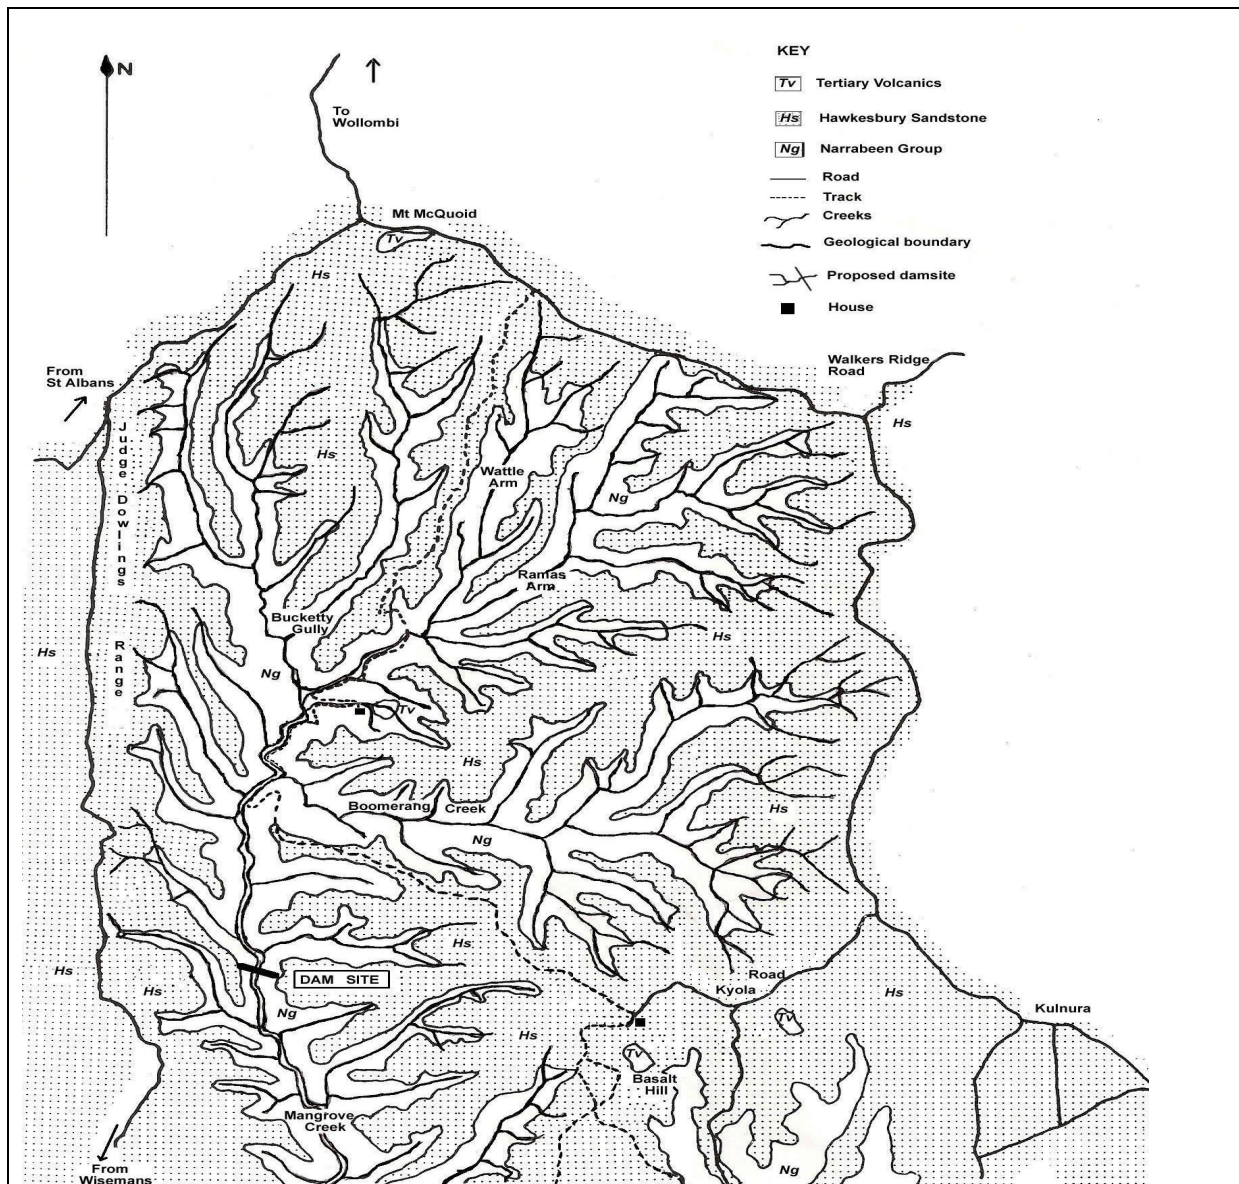 N
To
Wollombi
KEY
Tv Tertiary Volcanics
Hs Hawkesbury Sandstone
Ng Narrabeen Group
Road
Track
Creeks
Geological boundary
Proposed damsite
House
Mt McQuoid
Tv
Hs
Walkers Ridge
Road
From
St Albans
Hs
Judge Dowlings Range
Hs
Wattle
Arm
Ng
Ramas
Arm
Bucketty
Gully
Hs
Hs
Ng
Tv
Hs
Boomerang Creek
Hs
Ng
Hs
Hs
DAM SITE
Hs
Road
Kyola
Hs
Ng
Kulnura
Tv
Hs
Tv
Basalt
Hill
Mangrove
Creek
Ng
From
Wisemans